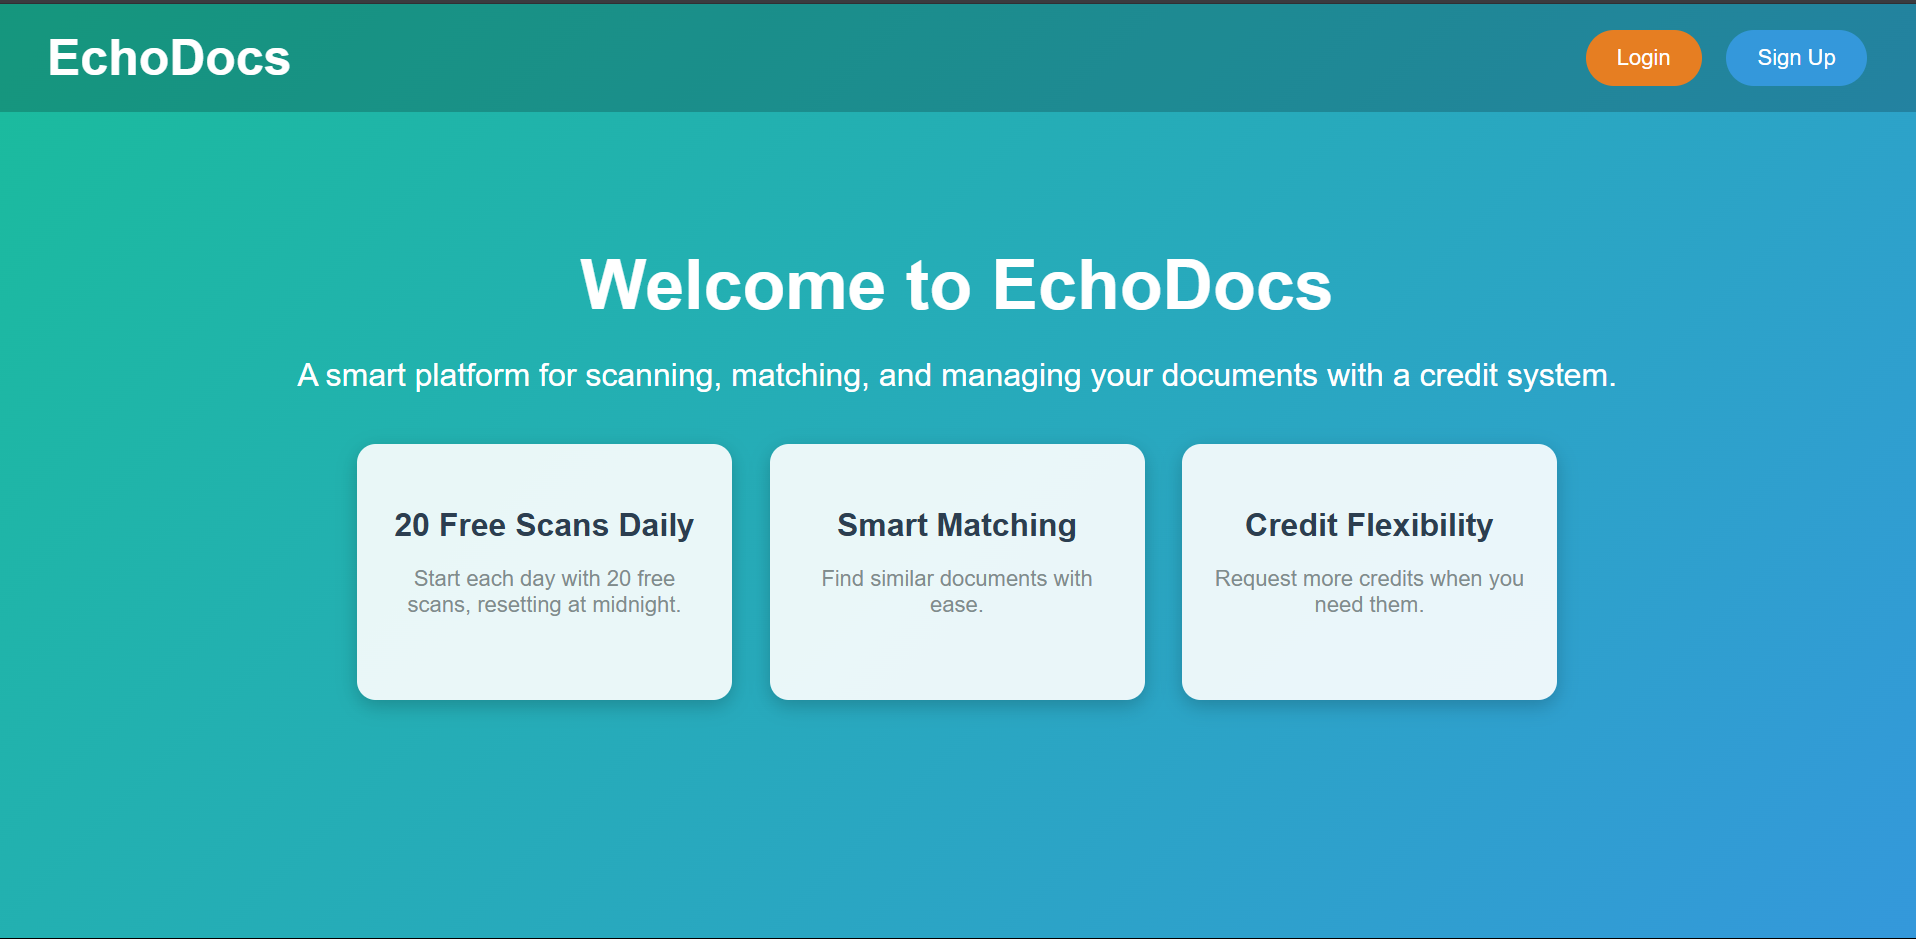 EchoDocs
Login
Sign Up
Welcome to EchoDocs
A smart platform for scanning, matching, and managing your documents with a credit system.
20 Free Scans Daily
Start each day with 20 free
scans, resetting at midnight.
Smart Matching
Find similar documents with
ease.
Credit Flexibility
Request more credits when you
need them.